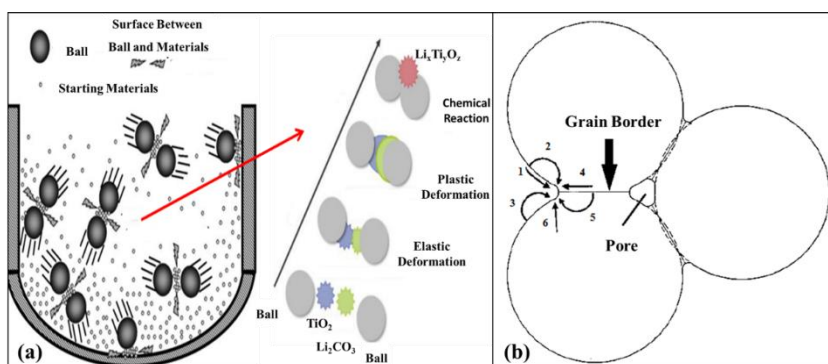 Surface Between
Ball and Materials
Ball
Starting Materials
(a)
LixTiyOz
Chemical
Reaction
Plastic
Deformation
Elastic
Deformation
Ball
TiO2
Li2CO3
Ball
Grain Border
2
1
4
3
5
6
Pore
(b)